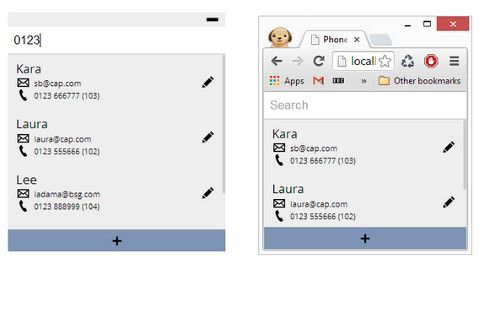 0123
Kara
sb@cap.com
0123 666777 (103)
Laura
laura@cap.com
0123 555666 (102)
Lee
ladama@bsg.com
0123 888999 (104)
+
Phone
locall
Apps
»
Other bookmarks
Search
Kara
sb@cap.com
0123 666777 (103)
Laura
laura@cap.com
0123 555666 (102)
+